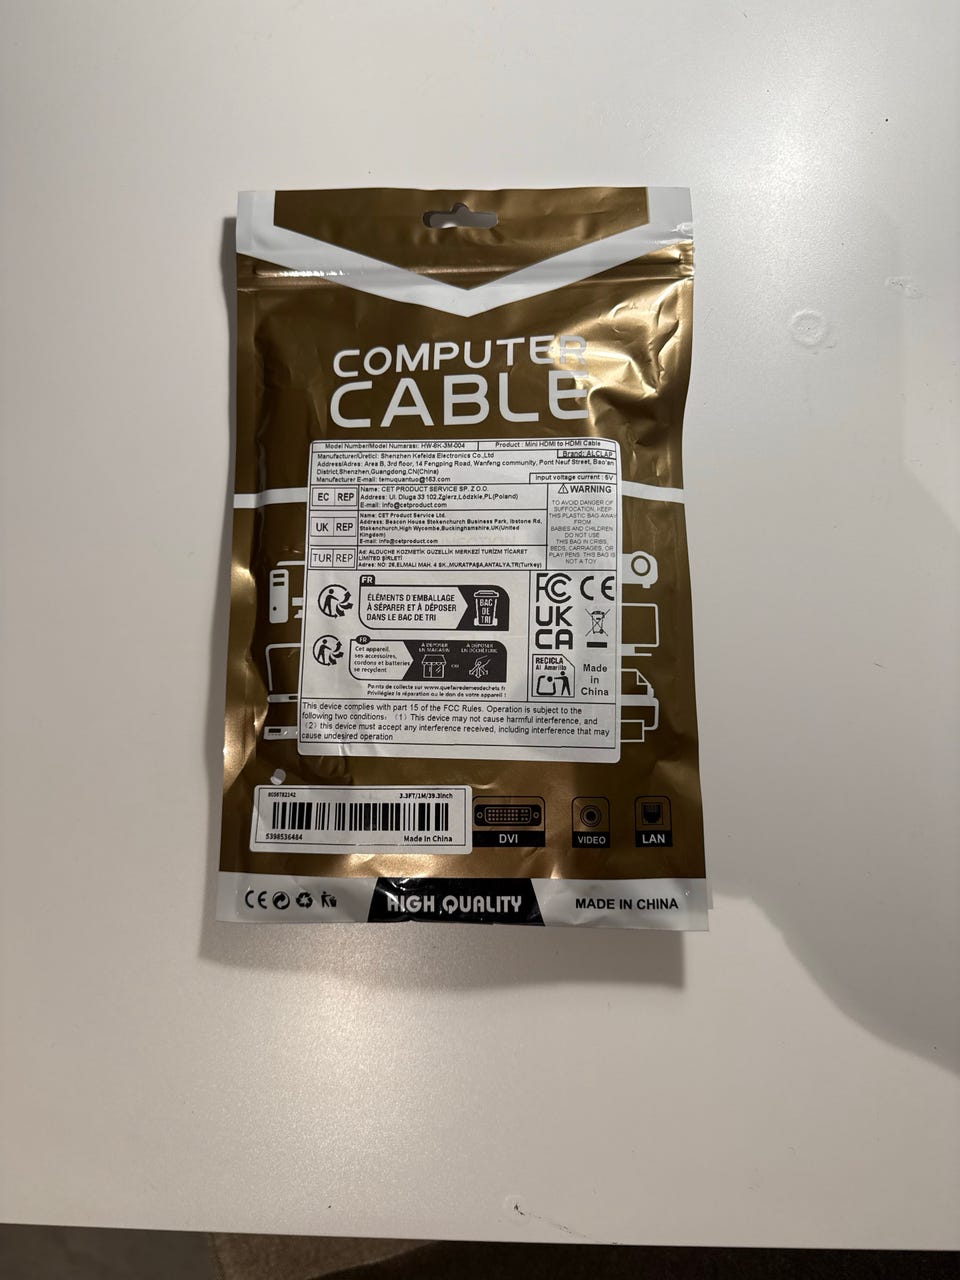 COMPUTER
CABLE
Model Number/Model Numarası: HW-8K-3M-004
Product : Mini HDMI to HDMI Cable
Manufacturer/Üretici: Shenzhen Kefeida Electronics Co.,Ltd
Brand: ALCLAP
Address/Adres: Area B, 3rd floor, 14 Fengping Road, Wanfeng community, Pont Neuf Street, Bao'an
District,Shenzhen,Guangdong,CN(China)
Manufacturer E-mail: temuquantuo@163.com
Input voltage current : 5V
EC REP
Name: CET PRODUCT SERVICE SP. Z O.O.
Address: Ul. Dluga 33 102,Zgierz,Lódzkie,PL(Poland)
E-mail: info@cetproduct.com
UK REP
Name: CET Product Service Ltd.
Address: Beacon House Stokenchurch Business Park, Ibstone Rd,
Stokenchurch,High Wycombe,Buckinghamshire,UK(United
Kingdom)
E-mail: info@cetproduct.com
TUR REP
Ad: ALOUCHE KOZMETİK GÜZELLİK MERKEZİ TURİZM TİCARET
LİMİTED ŞİRLETİ
Adres: NO: 26,ELMALI MAH. 4 SK.,MURATPAŞA,ANTALYA,TR(Turkey)
WARNING
TO AVOID DANGER OF
SUFFOCATION, KEEP
THIS PLASTIC BAG AWAY
FROM
BABIES AND CHILDREN
DO NOT USE
THIS BAG IN CRIBS,
BEDS, CARRIAGES, OR
PLAY PENS. THIS BAG IS
NOT A TOY
FR
ÉLÉMENTS D'EMBALLAGE
À SÉPARER ET À DÉPOSER
DANS LE BAC DE TRI
BAC
DE
TRI
FR
Cet appareil,
ses accessoires,
cordons et batteries
se recyclent
À DÉPOSER
EN MAGASIN
OU
À DÉPOSER
EN DÉCHÈTERIE
Points de collecte sur www.quefairedemesdechets.fr
Privilégiez la réparation ou le don de votre appareil !
FC CE
UK
CA
RECICLA
Al Amarillo
Made
in
China
This device complies with part 15 of the FCC Rules. Operation is subject to the
following two conditions: (1) This device may not cause harmful interference, and
(2) this device must accept any interference received, including interference that may
cause undesired operation
3.3FT/1M/39.3inch
5398536484
Made in China
DVI
VIDEO
LAN
CE
HIGH QUALITY
MADE IN CHINA